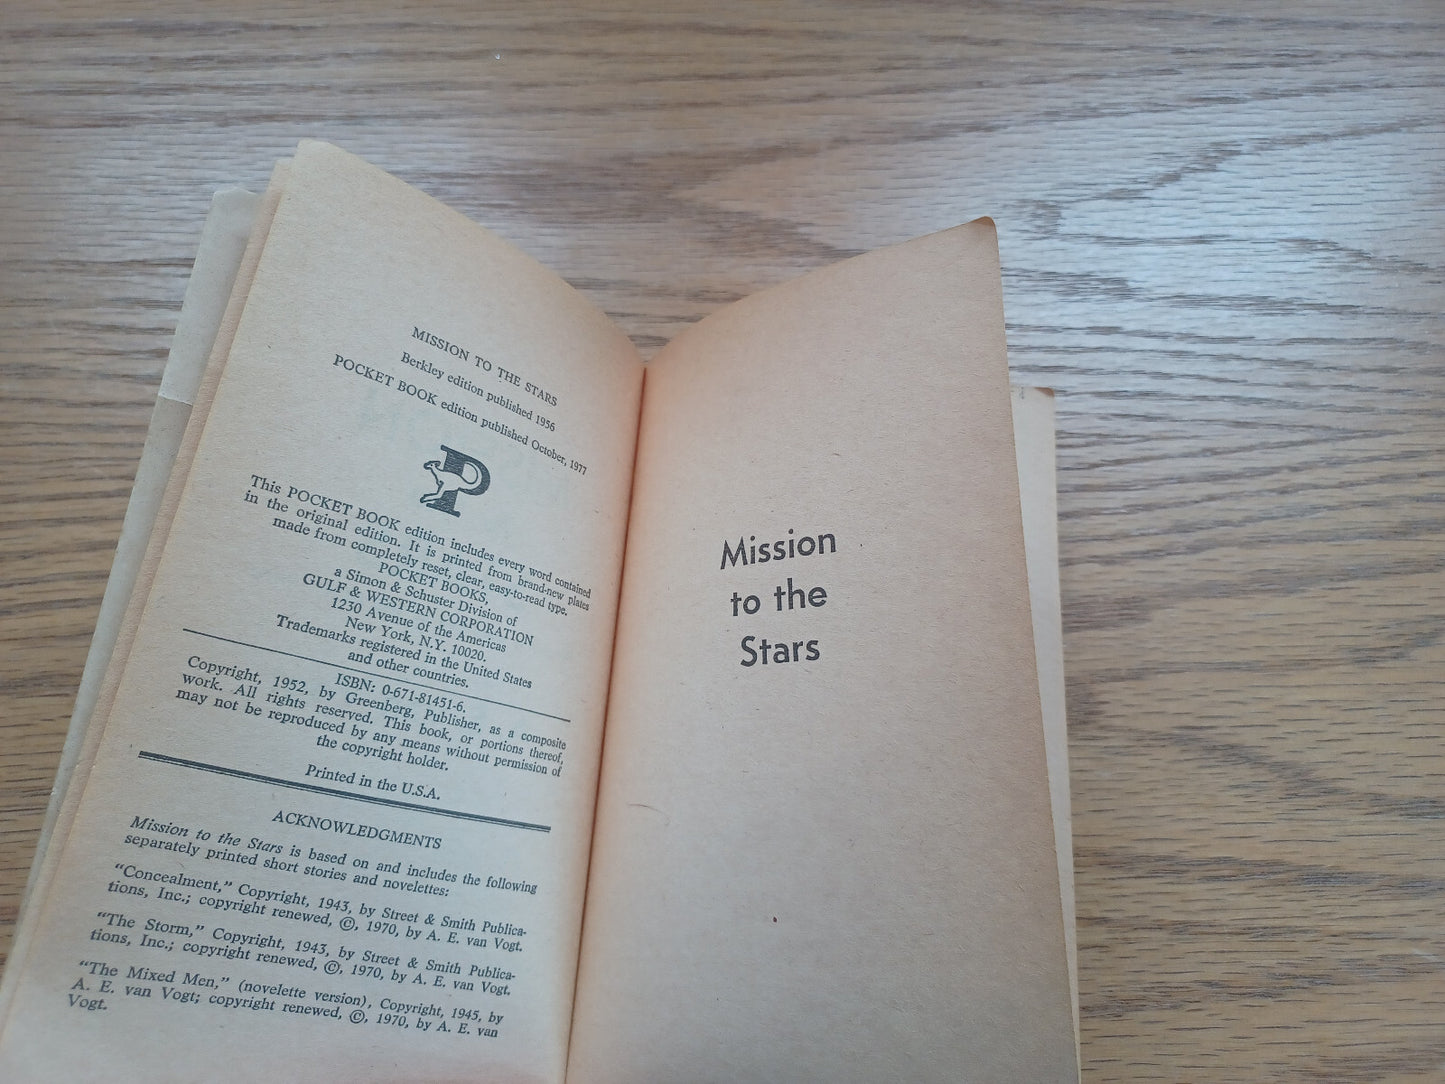 MISSION TO THE STARS
Berkley edition published 1956
POCKET BOOK edition published October, 1977
P
This POCKET BOOK edition includes every word contained
in the original edition. It is printed from brand-new plates
made from completely reset, clear, easy-to-read type.
POCKET BOOKS,
a Simon & Schuster Division of
GULF & WESTERN CORPORATION
1230 Avenue of the Americas
New York, N.Y. 10020.
Trademarks registered in the United States
and other countries.
ISBN: 0-671-81451-6.
Copyright, 1952, by Greenberg, Publisher, as a composite
work. All rights reserved. This book, or portions thereof,
may not be reproduced by any means without permission of
the copyright holder.
Printed in the U.S.A.
ACKNOWLEDGMENTS
Mission to the Stars is based on and includes the following
separately printed short stories and novelettes:
"Concealment," Copyright, 1943, by Street & Smith Publica-
tions, Inc.; copyright renewed, ©, 1970, by A. E. van Vogt.
"The Storm," Copyright, 1943, by Street & Smith Publica-
tions, Inc.; copyright renewed, ©, 1970, by A. E. van Vogt.
"The Mixed Men," (novelette version), Copyright, 1945, by
A. E. van Vogt; copyright renewed, ©, 1970, by A. E. van
Vogt.
Mission
to the
Stars